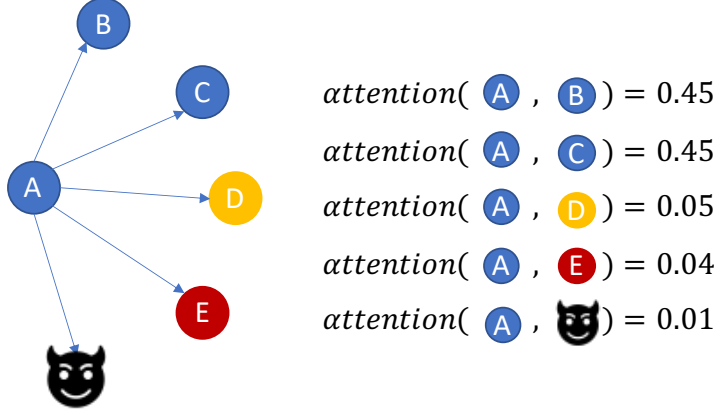 B
C
A
D
E
attention( A , B ) = 0.45
attention( A , C ) = 0.45
attention( A , D ) = 0.05
attention( A , E ) = 0.04
attention( A , ) = 0.01